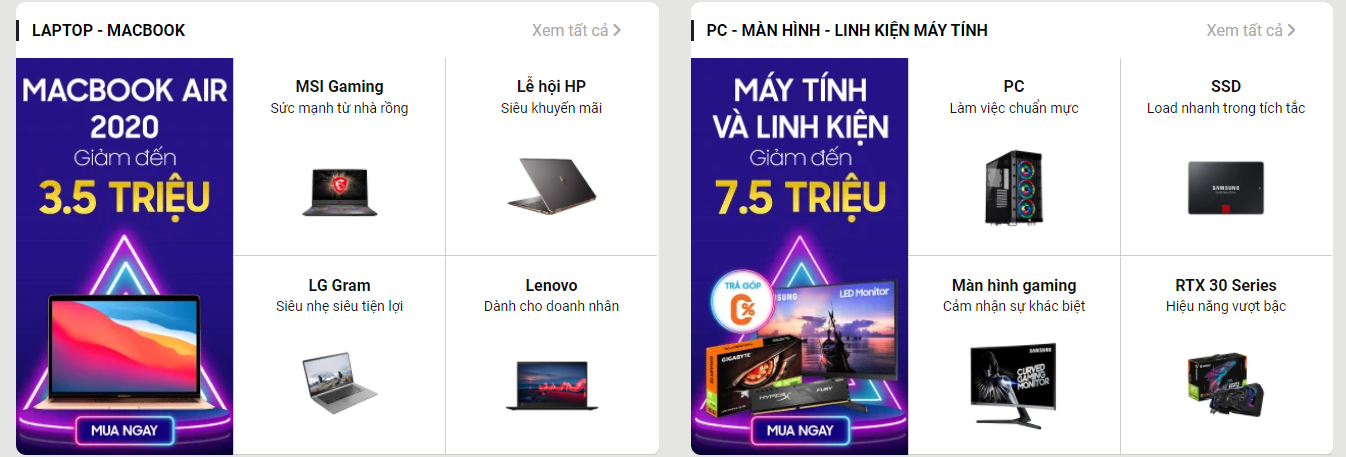 LAPTOP - MACBOOK
Xem tất cả
MACBOOK AIR
2020
Giảm đến
3.5 TRIỆU
MUA NGAY
MSI Gaming
Sức mạnh từ nhà rồng
Lễ hội HP
Siêu khuyến mãi
LG Gram
Siêu nhẹ siêu tiện lợi
Lenovo
Dành cho doanh nhân
PC - MÀN HÌNH - LINH KIỆN MÁY TÍNH
Xem tất cả
MÁY TÍNH
VÀ LINH KIỆN
Giảm đến
7.5 TRIỆU
TRẢ GÓP
0%
SUNG
LED Monitor
GIGABYTE
HYPERX
FURY
MUA NGAY
PC
Làm việc chuẩn mực
SSD
Load nhanh trong tích tắc
SAMSUNG
Màn hình gaming
Cảm nhận sự khác biệt
SAMSUNG
CURVED
GAMING
MONITOR
RTX 30 Series
Hiệu năng vượt bậc